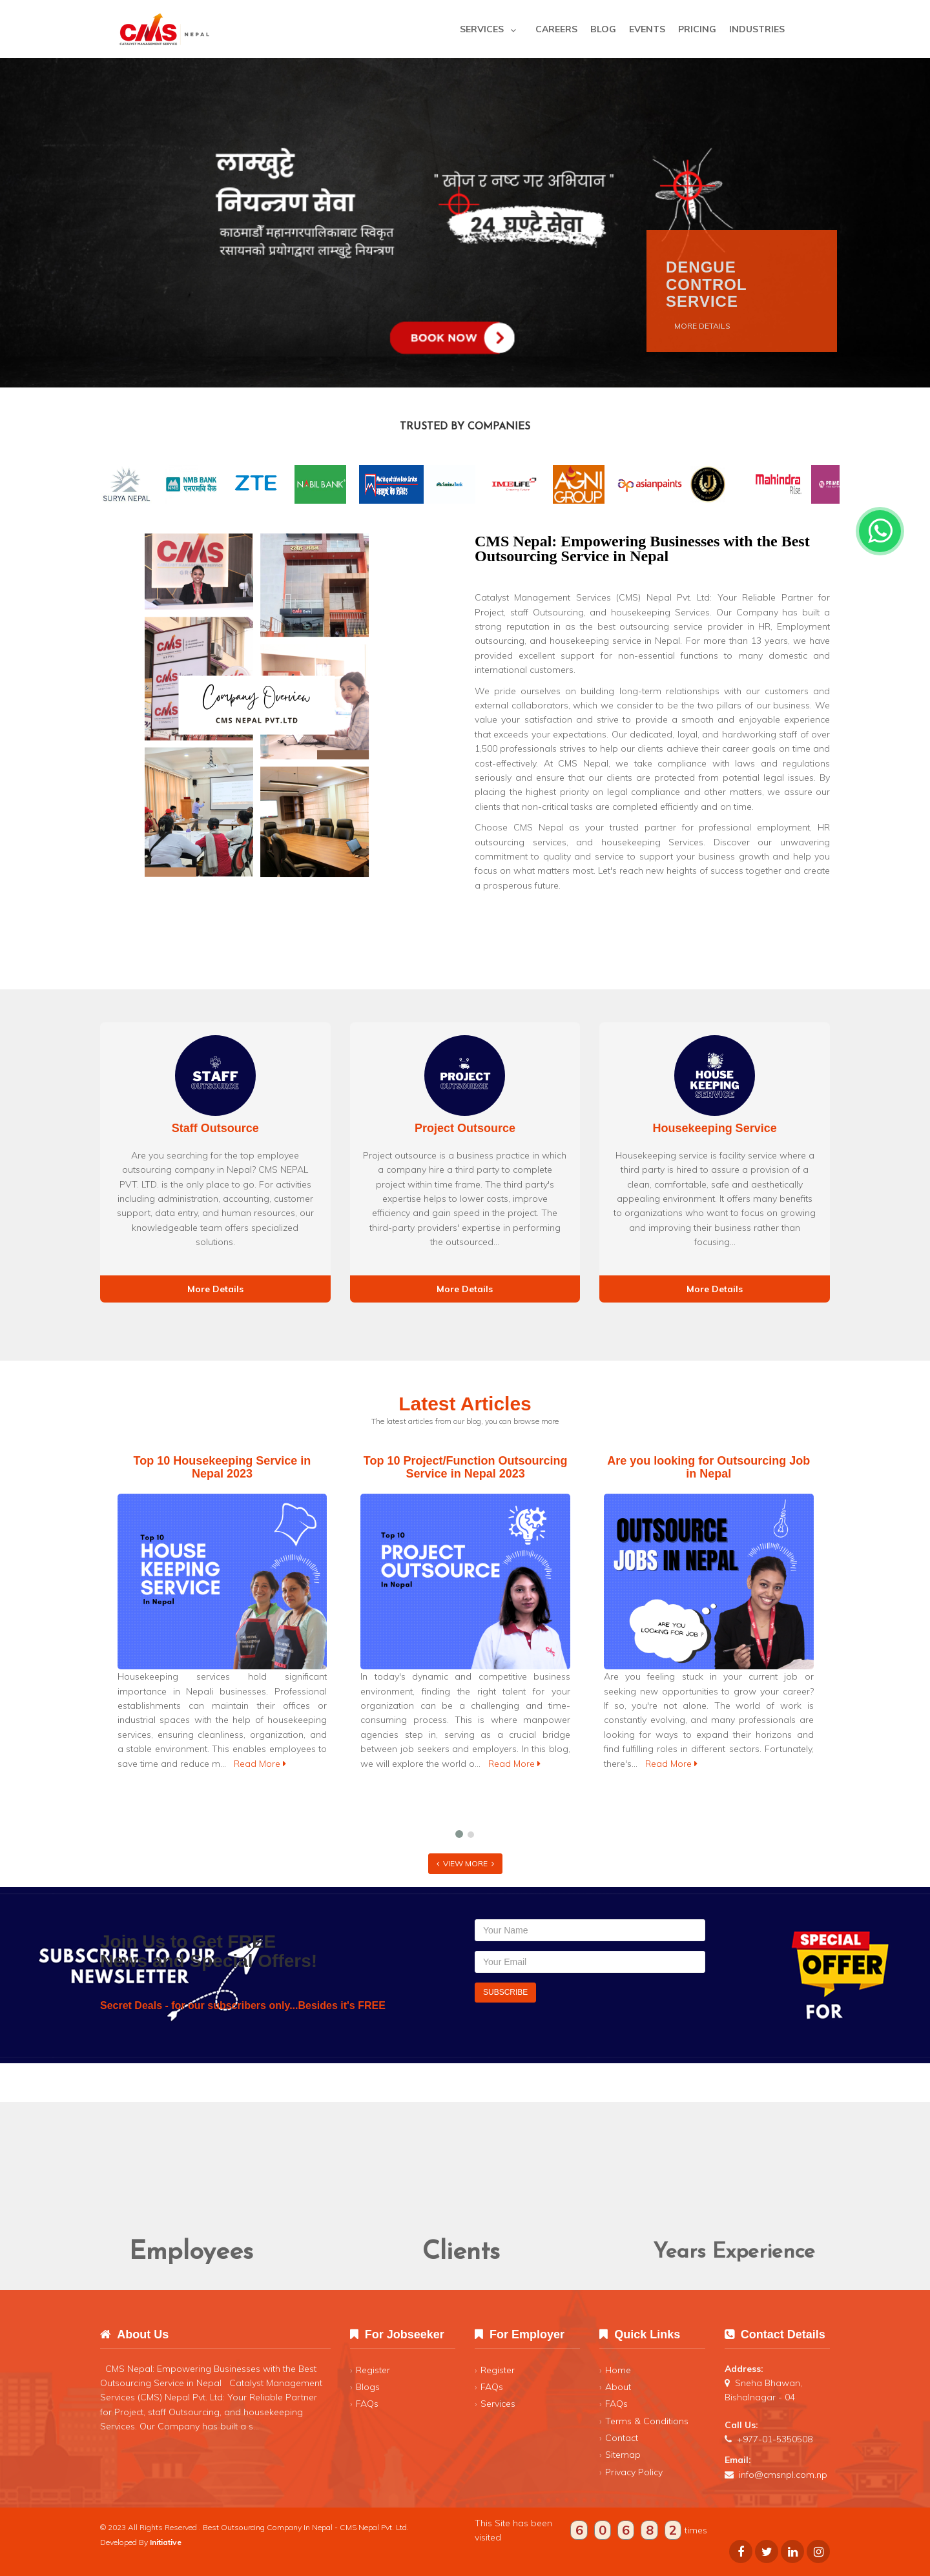 CMS
NEPAL
CATALYST MANAGEMENT SERVICE
SERVICES
CAREERS
BLOG
EVENTS
PRICING
INDUSTRIES
लामखुट्टे
नियन्त्रण सेवा
काठमाडौँ महानगरपालिकाबाट स्विकृत
रसायनको प्रयोगद्वारा लामखुट्टे नियन्त्रण
" खोज र नष्ट गर अभियान "
24 घण्टै सेवा
BOOK NOW
DENGUE
CONTROL
SERVICE
MORE DETAILS
TRUSTED BY COMPANIES
SURYA NEPAL
NMB BANK
एनएमबि बैंक
ZTE
NABIL BANK
IME LIFE
AGNI
GROUP
asianpaints
Mahindra
Rise
PRIME
CMS
Company Overview
CMS NEPAL PVT.LTD
CMS Nepal: Empowering Businesses with the Best
Outsourcing Service in Nepal
Catalyst Management Services (CMS) Nepal Pvt. Ltd: Your Reliable Partner for
Project, staff Outsourcing, and housekeeping Services. Our Company has built a
strong reputation in as the best outsourcing service provider in HR, Employment
outsourcing, and housekeeping service in Nepal. For more than 13 years, we have
provided excellent support for non-essential functions to many domestic and
international customers.
We pride ourselves on building long-term relationships with our customers and
external collaborators, which we consider to be the two pillars of our business. We
value your satisfaction and strive to provide a smooth and enjoyable experience
that exceeds your expectations. Our dedicated, loyal, and hardworking staff of over
1,500 professionals strives to help our clients achieve their career goals on time and
cost-effectively. At CMS Nepal, we take compliance with laws and regulations
seriously and ensure that our clients are protected from potential legal issues. By
placing the highest priority on legal compliance and other matters, we assure our
clients that non-critical tasks are completed efficiently and on time.
Choose CMS Nepal as your trusted partner for professional employment, HR
outsourcing services, and housekeeping Services. Discover our unwavering
commitment to quality and service to support your business growth and help you
focus on what matters most. Let's reach new heights of success together and create
a prosperous future.
STAFF
OUTSOURCE
Staff Outsource
Are you searching for the top employee
outsourcing company in Nepal? CMS NEPAL
PVT. LTD. is the only place to go. For activities
including administration, accounting, customer
support, data entry, and human resources, our
knowledgeable team offers specialized
solutions.
More Details
PROJECT
OUTSOURCE
Project Outsource
Project outsource is a business practice in which
a company hire a third party to complete
project within time frame. The third party's
expertise helps to lower costs, improve
efficiency and gain speed in the project. The
third-party providers' expertise in performing
the outsourced...
More Details
HOUSE
KEEPING
SERVICE
Housekeeping Service
Housekeeping service is facility service where a
third party is hired to assure a provision of a
clean, comfortable, safe and aesthetically
appealing environment. It offers many benefits
to organizations who want to focus on growing
and improving their business rather than
focusing...
More Details
Latest Articles
The latest articles from our blog, you can browse more
Top 10 Housekeeping Service in
Nepal 2023
Top 10
HOUSE
KEEPING
SERVICE
In Nepal
Housekeeping services hold significant
importance in Nepali businesses. Professional
establishments can maintain their offices or
industrial spaces with the help of housekeeping
services, ensuring cleanliness, organization, and
a stable environment. This enables employees to
save time and reduce m... Read More
Top 10 Project/Function Outsourcing
Service in Nepal 2023
Top 10
PROJECT
OUTSOURCE
In Nepal
In today's dynamic and competitive business
environment, finding the right talent for your
organization can be a challenging and time-
consuming process. This is where manpower
agencies step in, serving as a crucial bridge
between job seekers and employers. In this blog,
we will explore the world o... Read More
Are you looking for Outsourcing Job
in Nepal
OUTSOURCE
JOBS IN NEPAL
ARE YOU
LOOKING FOR JOB ?
Are you feeling stuck in your current job or
seeking new opportunities to grow your career?
If so, you're not alone. The world of work is
constantly evolving, and many professionals are
looking for ways to expand their horizons and
find fulfilling roles in different sectors. Fortunately,
there's... Read More
‹ VIEW MORE ›
Join Us to Get FREE
News and Special Offers!
SUBSCRIBE TO OUR
NEWSLETTER
Secret Deals - for our subscribers only...Besides it's FREE
Your Name
Your Email
SUBSCRIBE
SPECIAL
OFFER
FOR
Employees
Clients
Years Experience
About Us
CMS Nepal: Empowering Businesses with the Best
Outsourcing Service in Nepal Catalyst Management
Services (CMS) Nepal Pvt. Ltd: Your Reliable Partner
for Project, staff Outsourcing, and housekeeping
Services. Our Company has built a s...
For Jobseeker
› Register
› Blogs
› FAQs
For Employer
› Register
› FAQs
› Services
Quick Links
› Home
› About
› FAQs
› Terms & Conditions
› Contact
› Sitemap
› Privacy Policy
Contact Details
Address:
Sneha Bhawan,
Bishalnagar - 04
Call Us:
+977-01-5350508
Email:
info@cmsnpl.com.np
© 2023 All Rights Reserved . Best Outsourcing Company In Nepal - CMS Nepal Pvt. Ltd.
Developed By Initiative
This Site has been
visited
6 0 6 8 2 times